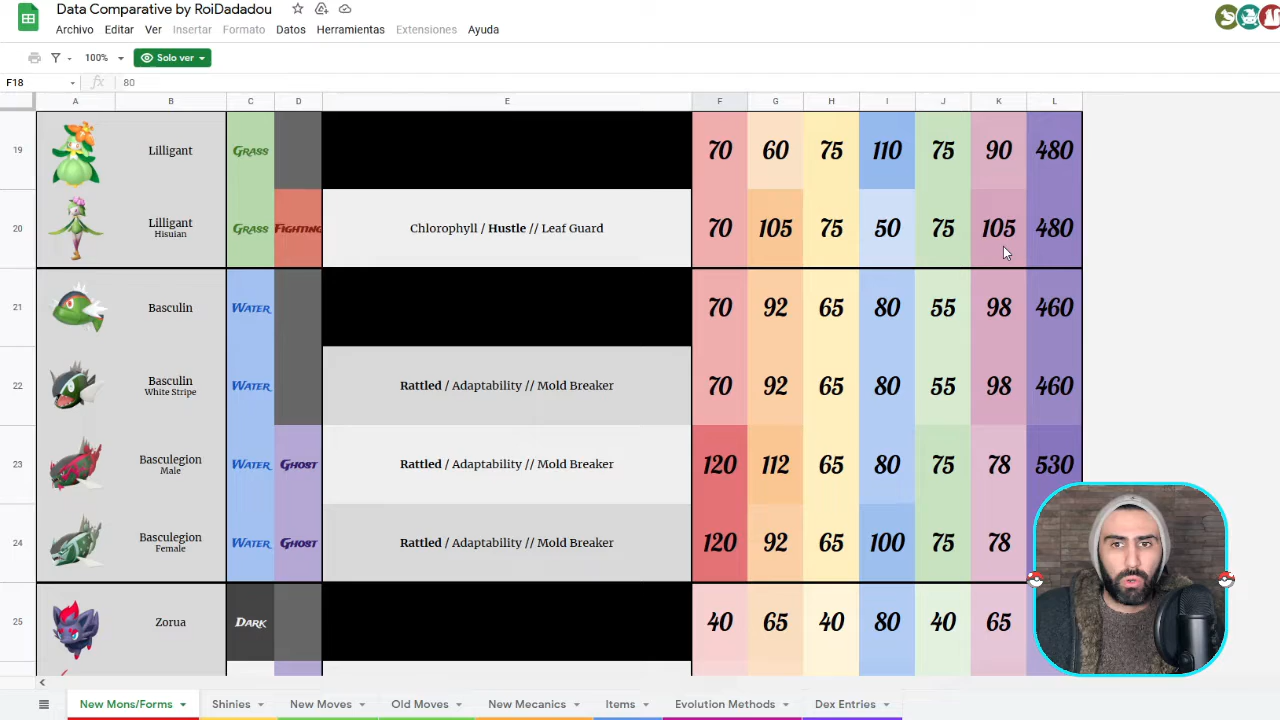 Data Comparative by RoiDadadou
Archivo Editar Ver Insertar Formato Datos Herramientas Extensiones Ayuda
100% Solo ver
F18 fx 80
A B C D E F G H I J K L
19 Lilligant GRASS 70 60 75 110 75 90 480
20 Lilligant Hisuian GRASS FIGHTING Chlorophyll / Hustle // Leaf Guard 70 105 75 50 75 105 480
21 Basculin WATER 70 92 65 80 55 98 460
22 Basculin White Stripe WATER Rattled / Adaptability // Mold Breaker 70 92 65 80 55 98 460
23 Basculegion Male WATER GHOST Rattled / Adaptability // Mold Breaker 120 112 65 80 75 78 530
24 Basculegion Female WATER GHOST Rattled / Adaptability // Mold Breaker 120 92 65 100 75 78
25 Zorua DARK 40 65 40 80 40 65
New Mons/Forms Shinies New Moves Old Moves New Mecanics Items Evolution Methods Dex Entries